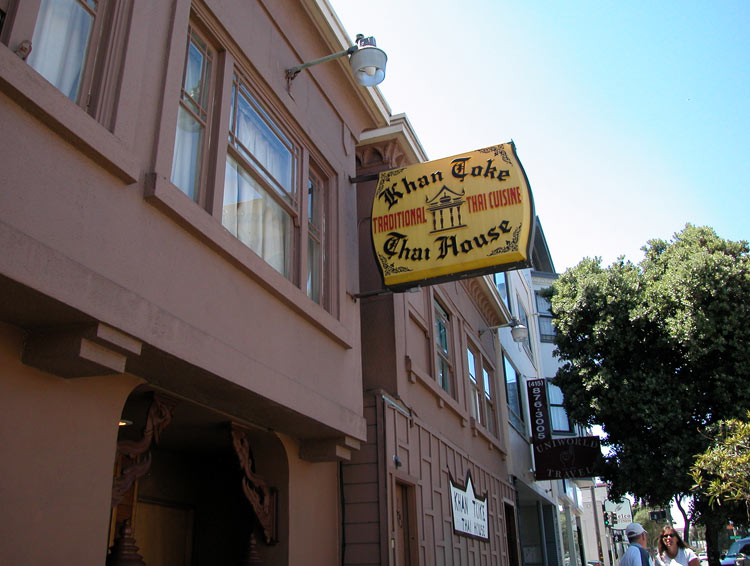 Khan Toke
TRADITIONAL THAI CUISINE
Thai House
KHAN TOKE
THAI HOUSE
(415)
876-3005
UNIWORLD
TRAVEL